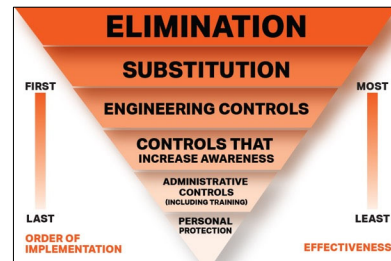 ELIMINATION
SUBSTITUTION
FIRST
MOST
ENGINEERING CONTROLS
CONTROLS THAT
INCREASE AWARENESS
ADMINISTRATIVE
CONTROLS
(INCLUDING TRAINING)
PERSONAL
PROTECTION
LAST
LEAST
ORDER OF
IMPLEMENTATION
EFFECTIVENESS